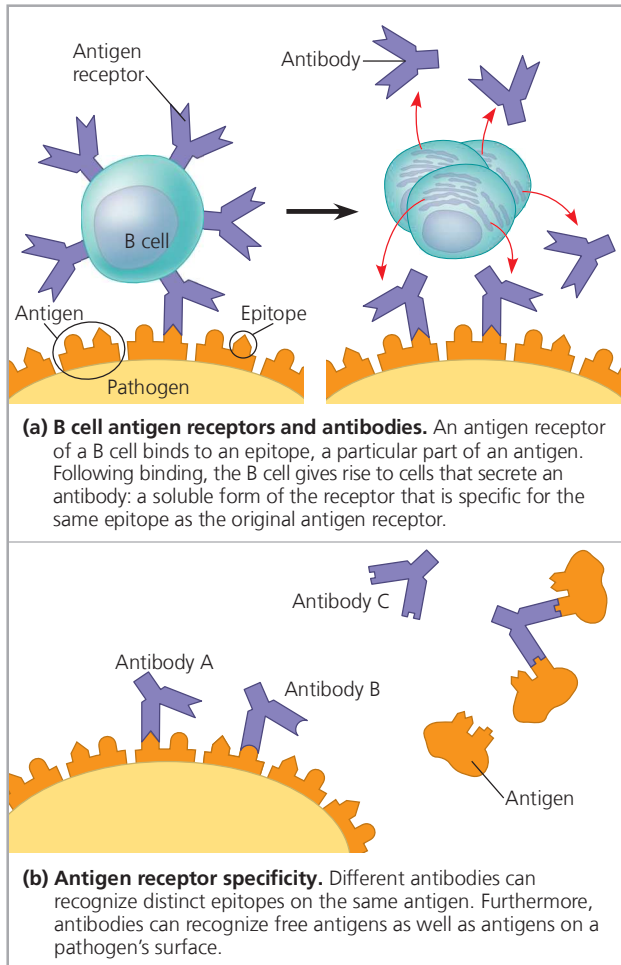 Antigen
receptor
Antibody
B cell
Antigen
Epitope
Pathogen
(a) B cell antigen receptors and antibodies. An antigen receptor
of a B cell binds to an epitope, a particular part of an antigen.
Following binding, the B cell gives rise to cells that secrete an
antibody: a soluble form of the receptor that is specific for the
same epitope as the original antigen receptor.
Antibody C
Antibody A
Antibody B
Antigen
(b) Antigen receptor specificity. Different antibodies can
recognize distinct epitopes on the same antigen. Furthermore,
antibodies can recognize free antigens as well as antigens on a
pathogen's surface.